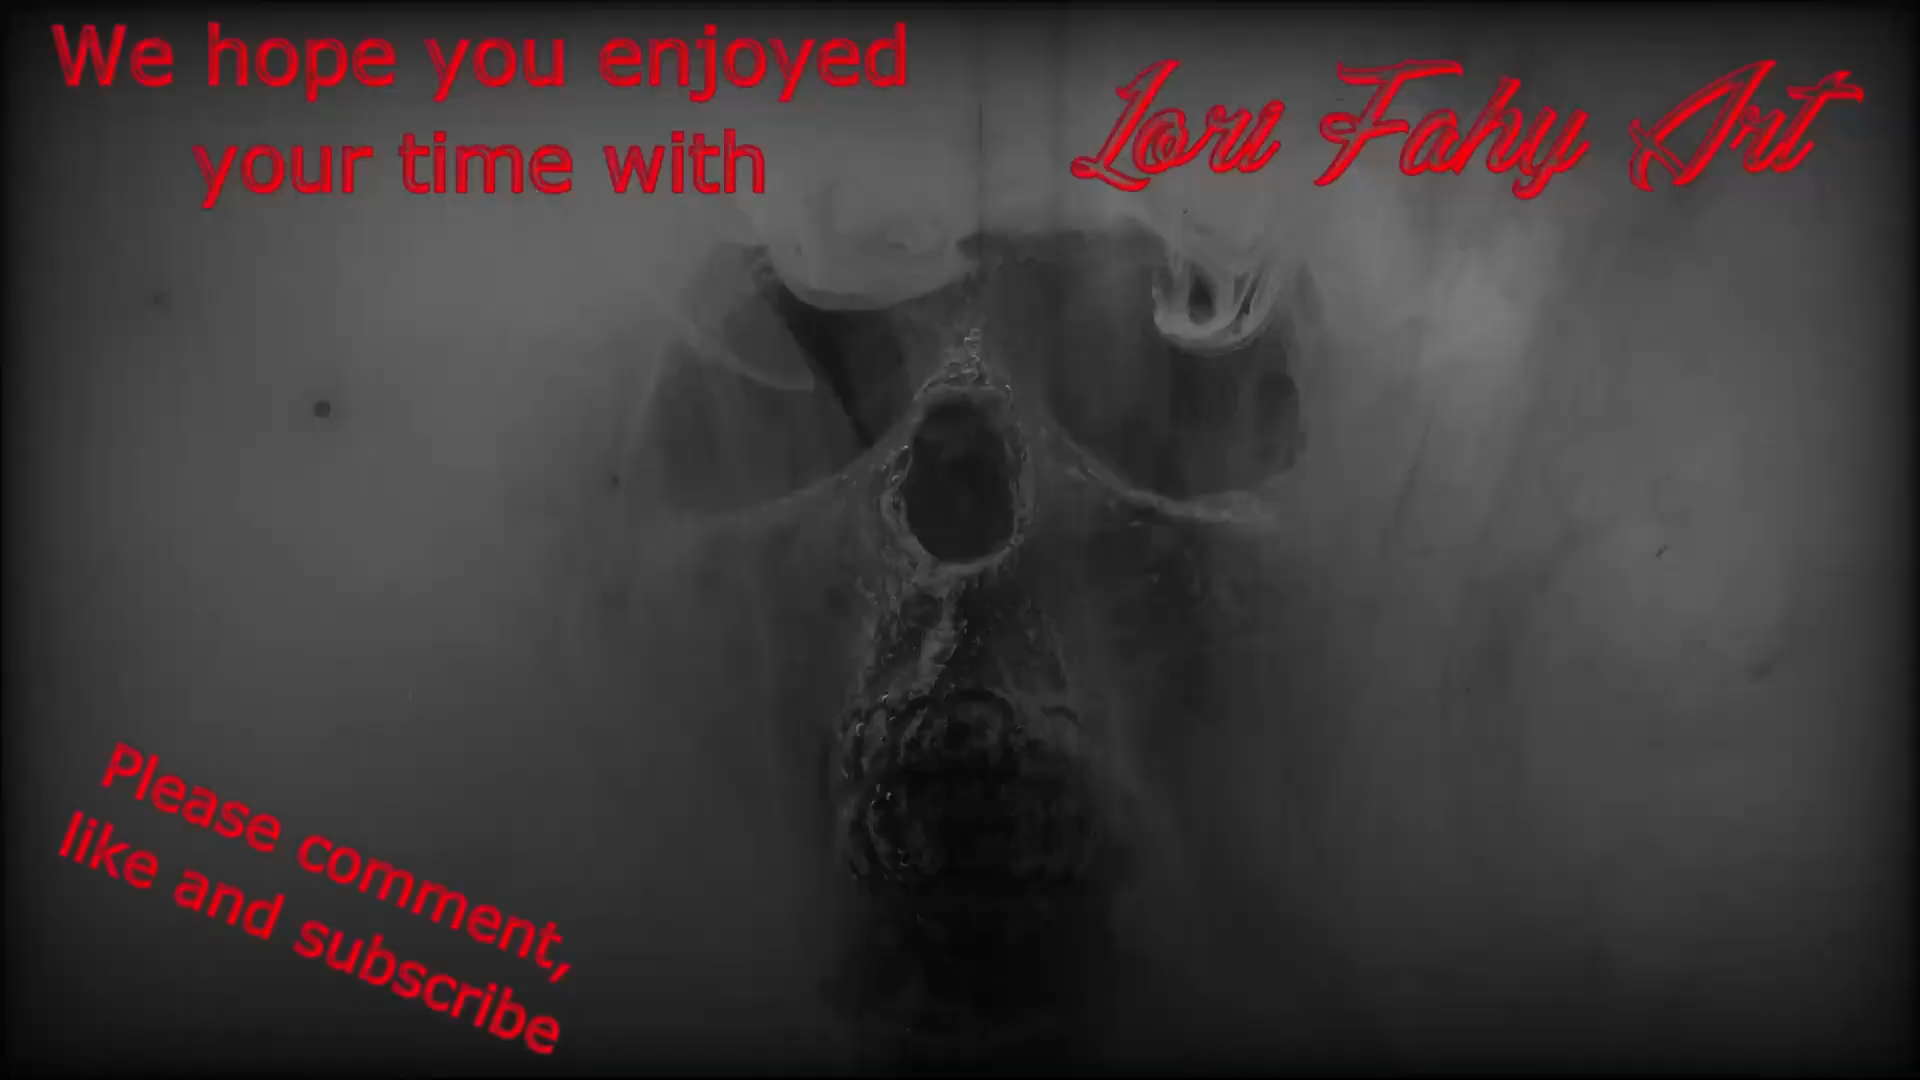 We hope you enjoyed
your time with
Lori Fahy Art
Please comment,
like and subscribe